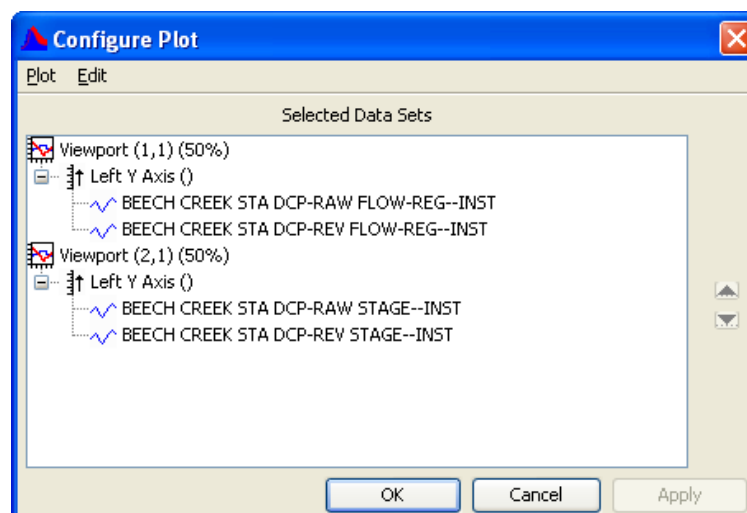 Configure Plot
Plot Edit
Selected Data Sets
Viewport (1,1) (50%)
Left Y Axis ()
BEECH CREEK STA DCP-RAW FLOW-REG--INST
BEECH CREEK STA DCP-REV FLOW-REG--INST
Viewport (2,1) (50%)
Left Y Axis ()
BEECH CREEK STA DCP-RAW STAGE--INST
BEECH CREEK STA DCP-REV STAGE--INST
OK Cancel Apply